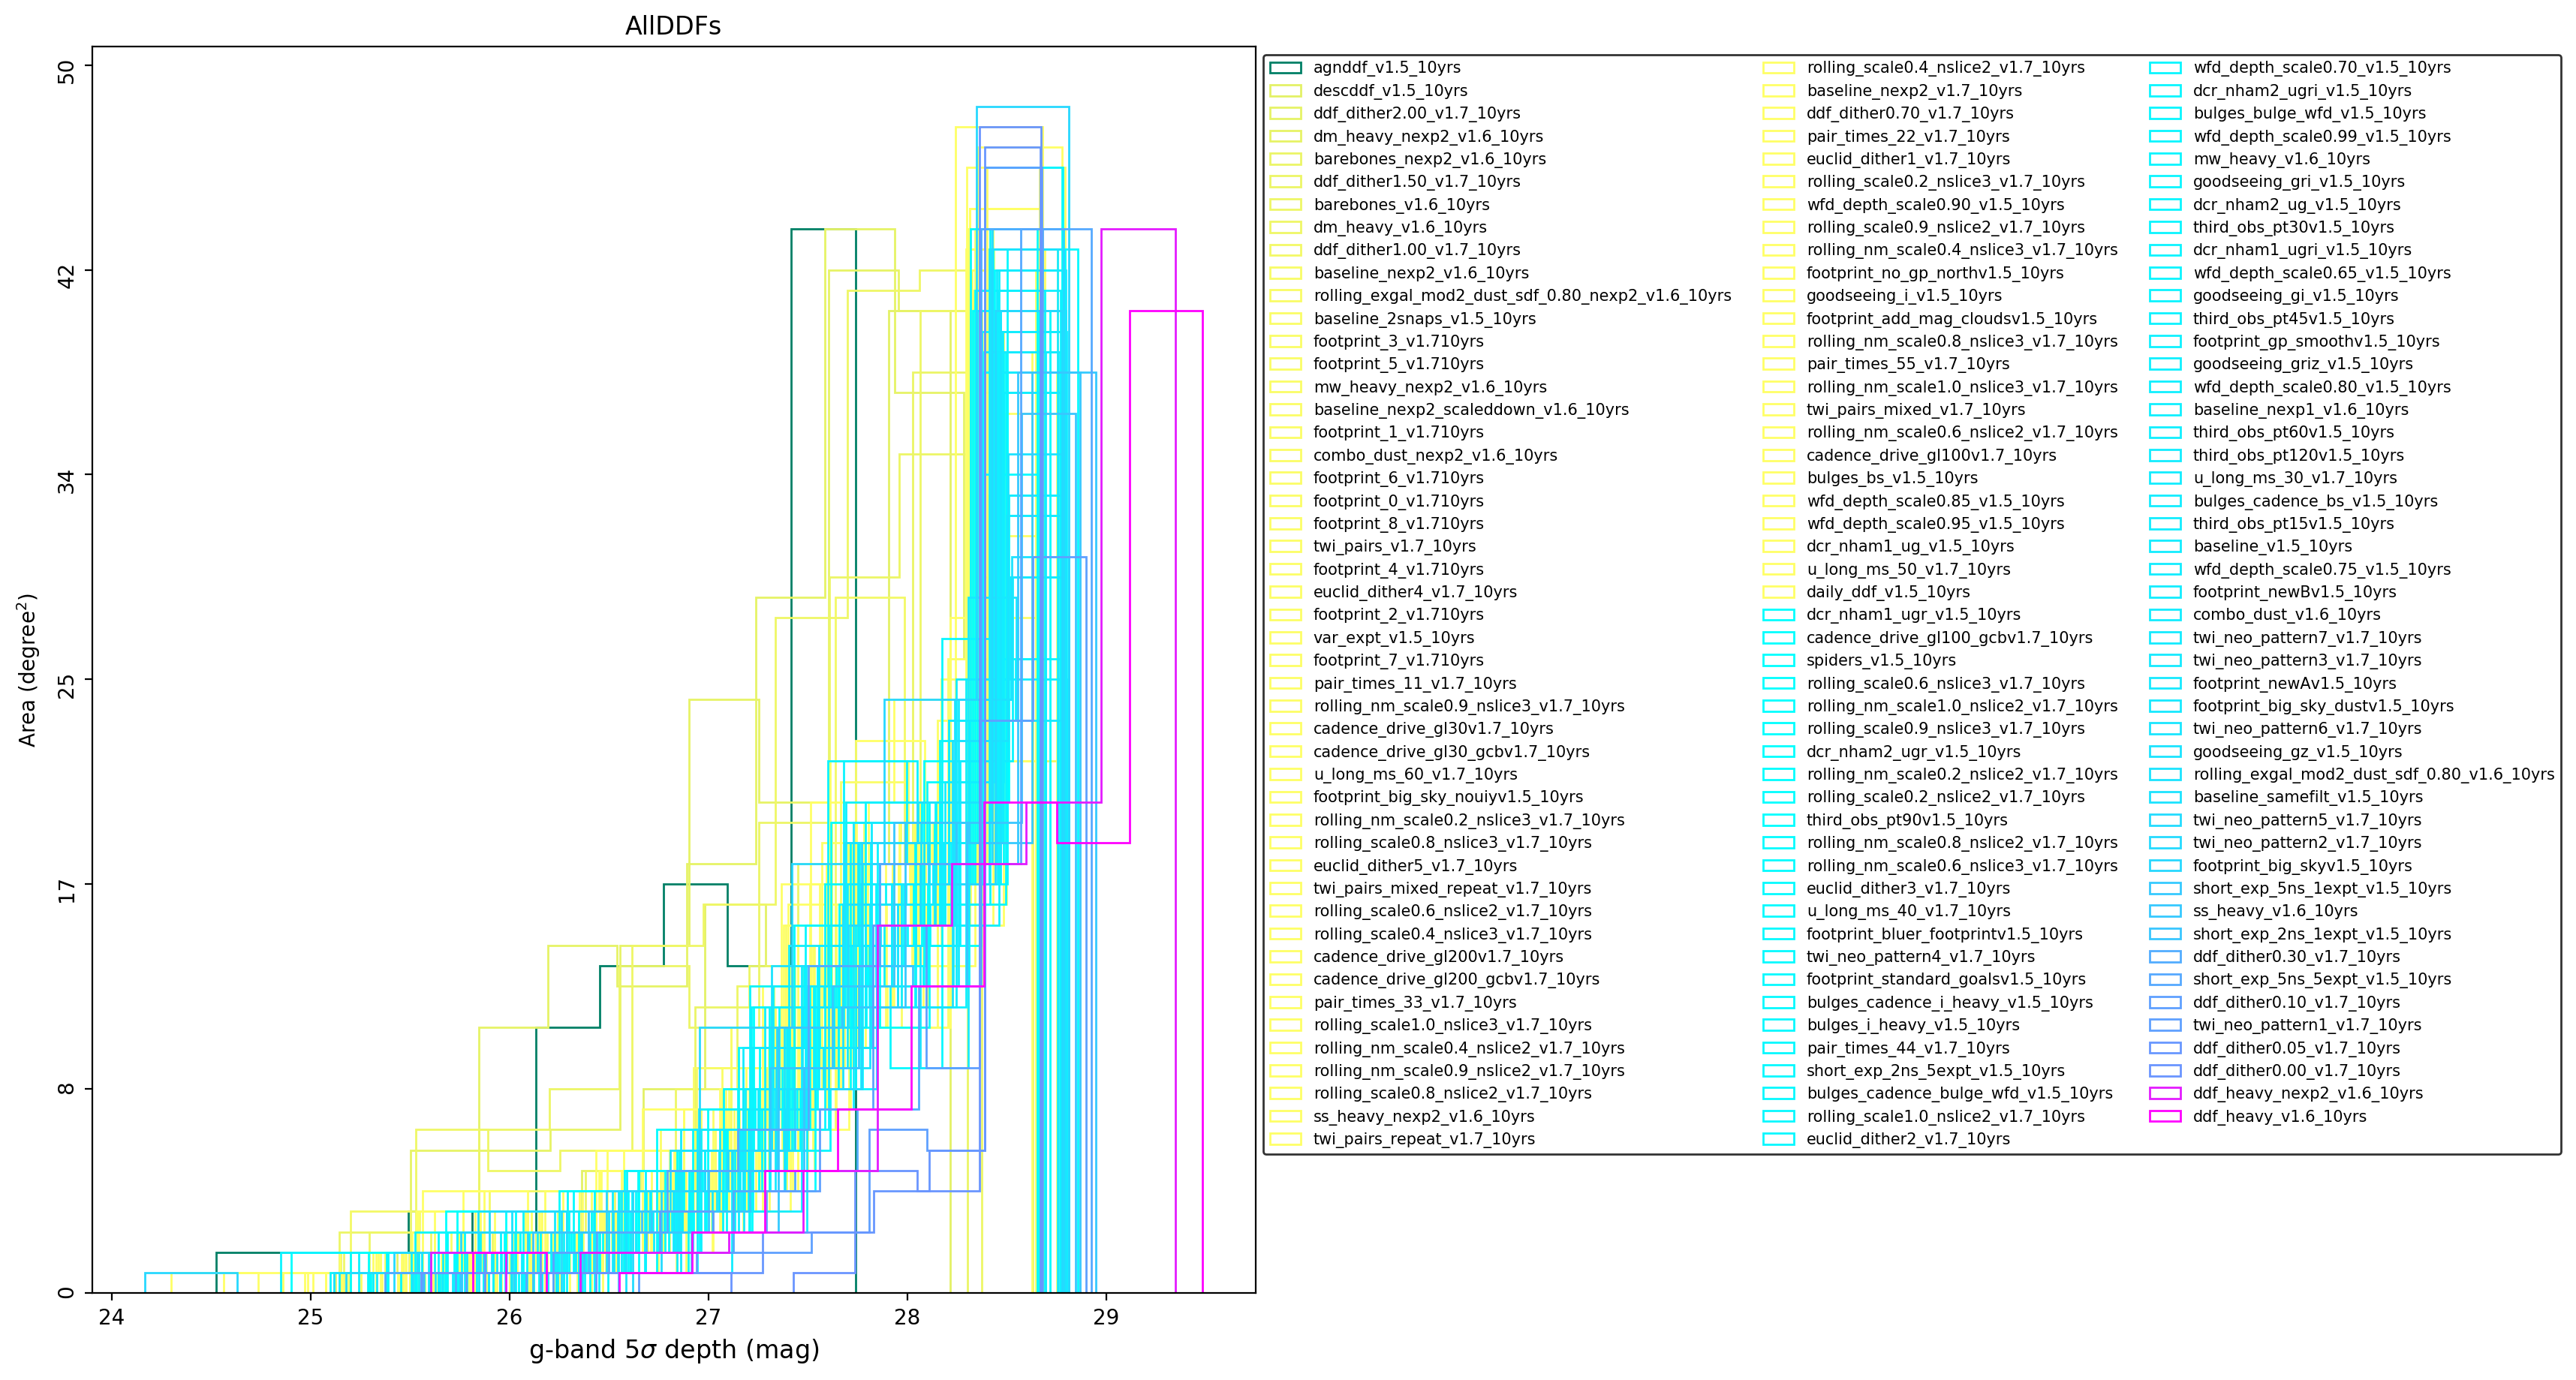 AllDDFs
50
42
34
25
17
8
0
Area (degree²)
24
25
26
27
28
29
g-band 5σ depth (mag)
agnddf_v1.5_10yrs
descddf_v1.5_10yrs
ddf_dither2.00_v1.7_10yrs
dm_heavy_nexp2_v1.6_10yrs
barebones_nexp2_v1.6_10yrs
ddf_dither1.50_v1.7_10yrs
barebones_v1.6_10yrs
dm_heavy_v1.6_10yrs
ddf_dither1.00_v1.7_10yrs
baseline_nexp2_v1.6_10yrs
rolling_exgal_mod2_dust_sdf_0.80_nexp2_v1.6_10yrs
baseline_2snaps_v1.5_10yrs
footprint_3_v1.710yrs
footprint_5_v1.710yrs
mw_heavy_nexp2_v1.6_10yrs
baseline_nexp2_scaleddown_v1.6_10yrs
footprint_1_v1.710yrs
combo_dust_nexp2_v1.6_10yrs
footprint_6_v1.710yrs
footprint_0_v1.710yrs
footprint_8_v1.710yrs
twi_pairs_v1.7_10yrs
footprint_4_v1.710yrs
euclid_dither4_v1.7_10yrs
footprint_2_v1.710yrs
var_expt_v1.5_10yrs
footprint_7_v1.710yrs
pair_times_11_v1.7_10yrs
rolling_nm_scale0.9_nslice3_v1.7_10yrs
cadence_drive_gl30v1.7_10yrs
cadence_drive_gl30_gcbv1.7_10yrs
u_long_ms_60_v1.7_10yrs
footprint_big_sky_nouiyv1.5_10yrs
rolling_nm_scale0.2_nslice3_v1.7_10yrs
rolling_scale0.8_nslice3_v1.7_10yrs
euclid_dither5_v1.7_10yrs
twi_pairs_mixed_repeat_v1.7_10yrs
rolling_scale0.6_nslice2_v1.7_10yrs
rolling_scale0.4_nslice3_v1.7_10yrs
cadence_drive_gl200v1.7_10yrs
cadence_drive_gl200_gcbv1.7_10yrs
pair_times_33_v1.7_10yrs
rolling_scale1.0_nslice3_v1.7_10yrs
rolling_nm_scale0.4_nslice2_v1.7_10yrs
rolling_nm_scale0.9_nslice2_v1.7_10yrs
rolling_scale0.8_nslice2_v1.7_10yrs
ss_heavy_nexp2_v1.6_10yrs
twi_pairs_repeat_v1.7_10yrs
rolling_scale0.4_nslice2_v1.7_10yrs
baseline_nexp2_v1.7_10yrs
ddf_dither0.70_v1.7_10yrs
pair_times_22_v1.7_10yrs
euclid_dither1_v1.7_10yrs
rolling_scale0.2_nslice3_v1.7_10yrs
wfd_depth_scale0.90_v1.5_10yrs
rolling_scale0.9_nslice2_v1.7_10yrs
rolling_nm_scale0.4_nslice3_v1.7_10yrs
footprint_no_gp_northv1.5_10yrs
goodseeing_i_v1.5_10yrs
footprint_add_mag_cloudsv1.5_10yrs
rolling_nm_scale0.8_nslice3_v1.7_10yrs
pair_times_55_v1.7_10yrs
rolling_nm_scale1.0_nslice3_v1.7_10yrs
twi_pairs_mixed_v1.7_10yrs
rolling_nm_scale0.6_nslice2_v1.7_10yrs
cadence_drive_gl100v1.7_10yrs
bulges_bs_v1.5_10yrs
wfd_depth_scale0.85_v1.5_10yrs
wfd_depth_scale0.95_v1.5_10yrs
dcr_nham1_ug_v1.5_10yrs
u_long_ms_50_v1.7_10yrs
daily_ddf_v1.5_10yrs
dcr_nham1_ugr_v1.5_10yrs
cadence_drive_gl100_gcbv1.7_10yrs
spiders_v1.5_10yrs
rolling_scale0.6_nslice3_v1.7_10yrs
rolling_nm_scale1.0_nslice2_v1.7_10yrs
rolling_scale0.9_nslice3_v1.7_10yrs
dcr_nham2_ugr_v1.5_10yrs
rolling_nm_scale0.2_nslice2_v1.7_10yrs
rolling_scale0.2_nslice2_v1.7_10yrs
third_obs_pt90v1.5_10yrs
rolling_nm_scale0.8_nslice2_v1.7_10yrs
rolling_nm_scale0.6_nslice3_v1.7_10yrs
euclid_dither3_v1.7_10yrs
u_long_ms_40_v1.7_10yrs
footprint_bluer_footprintv1.5_10yrs
twi_neo_pattern4_v1.7_10yrs
footprint_standard_goalsv1.5_10yrs
bulges_cadence_i_heavy_v1.5_10yrs
bulges_i_heavy_v1.5_10yrs
pair_times_44_v1.7_10yrs
short_exp_2ns_5expt_v1.5_10yrs
bulges_cadence_bulge_wfd_v1.5_10yrs
rolling_scale1.0_nslice2_v1.7_10yrs
euclid_dither2_v1.7_10yrs
wfd_depth_scale0.70_v1.5_10yrs
dcr_nham2_ugri_v1.5_10yrs
bulges_bulge_wfd_v1.5_10yrs
wfd_depth_scale0.99_v1.5_10yrs
mw_heavy_v1.6_10yrs
goodseeing_gri_v1.5_10yrs
dcr_nham2_ug_v1.5_10yrs
third_obs_pt30v1.5_10yrs
dcr_nham1_ugri_v1.5_10yrs
wfd_depth_scale0.65_v1.5_10yrs
goodseeing_gi_v1.5_10yrs
third_obs_pt45v1.5_10yrs
footprint_gp_smoothv1.5_10yrs
goodseeing_griz_v1.5_10yrs
wfd_depth_scale0.80_v1.5_10yrs
baseline_nexp1_v1.6_10yrs
third_obs_pt60v1.5_10yrs
third_obs_pt120v1.5_10yrs
u_long_ms_30_v1.7_10yrs
bulges_cadence_bs_v1.5_10yrs
third_obs_pt15v1.5_10yrs
baseline_v1.5_10yrs
wfd_depth_scale0.75_v1.5_10yrs
footprint_newBv1.5_10yrs
combo_dust_v1.6_10yrs
twi_neo_pattern7_v1.7_10yrs
twi_neo_pattern3_v1.7_10yrs
footprint_newAv1.5_10yrs
footprint_big_sky_dustv1.5_10yrs
twi_neo_pattern6_v1.7_10yrs
goodseeing_gz_v1.5_10yrs
rolling_exgal_mod2_dust_sdf_0.80_v1.6_10yrs
baseline_samefilt_v1.5_10yrs
twi_neo_pattern5_v1.7_10yrs
twi_neo_pattern2_v1.7_10yrs
footprint_big_skyv1.5_10yrs
short_exp_5ns_1expt_v1.5_10yrs
ss_heavy_v1.6_10yrs
short_exp_2ns_1expt_v1.5_10yrs
ddf_dither0.30_v1.7_10yrs
short_exp_5ns_5expt_v1.5_10yrs
ddf_dither0.10_v1.7_10yrs
twi_neo_pattern1_v1.7_10yrs
ddf_dither0.05_v1.7_10yrs
ddf_dither0.00_v1.7_10yrs
ddf_heavy_nexp2_v1.6_10yrs
ddf_heavy_v1.6_10yrs